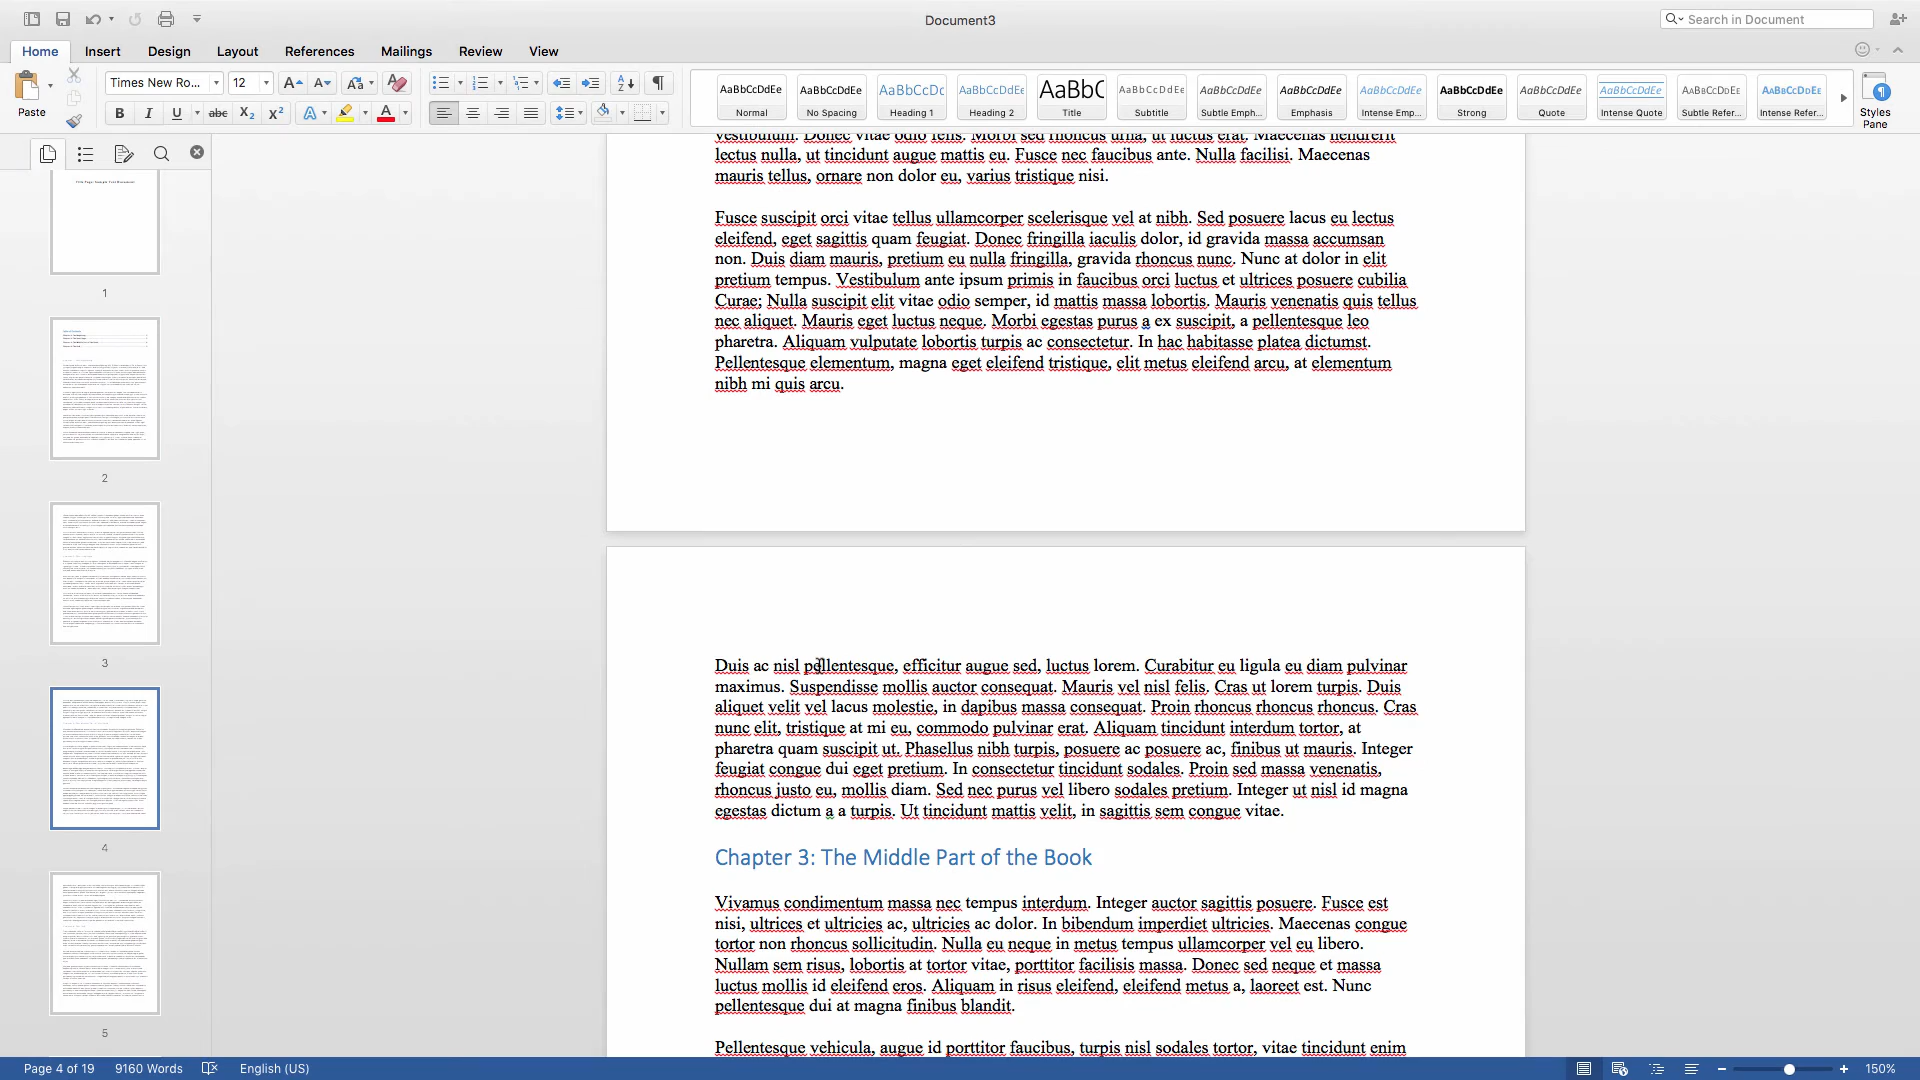 Document3
Search in Document
Home Insert Design Layout References Mailings Review View
Paste
Times New Ro... 12
AaBbCcDdEe AaBbCcDdEe AaBbCcDc AaBbCcDdEe AaBbC AaBbCcDdEe AaBbCcDdEe AaBbCcDdEe AaBbCcDdEe AaBbCcDdEe AaBbCcDdEe AaBbCcDdEe AaBbCcDdEe AaBbCcDdEe
Normal No Spacing Heading 1 Heading 2 Title Subtitle Subtle Emph... Emphasis Intense Emp... Strong Quote Intense Quote Subtle Refer... Intense Refer...
Styles
Pane
vestibulum. Donec vitae odio felis. Morbi sed rhoncus urna, ut luctus erat. Maecenas hendrerit
lectus nulla, ut tincidunt augue mattis eu. Fusce nec faucibus ante. Nulla facilisi. Maecenas
mauris tellus, ornare non dolor eu, varius tristique nisi.
Fusce suscipit orci vitae tellus ullamcorper scelerisque vel at nibh. Sed posuere lacus eu lectus
eleifend, eget sagittis quam feugiat. Donec fringilla iaculis dolor, id gravida massa accumsan
non. Duis diam mauris, pretium eu nulla fringilla, gravida rhoncus nunc. Nunc at dolor in elit
pretium tempus. Vestibulum ante ipsum primis in faucibus orci luctus et ultrices posuere cubilia
Curae; Nulla suscipit elit vitae odio semper, id mattis massa lobortis. Mauris venenatis quis tellus
nec aliquet. Mauris eget luctus neque. Morbi egestas purus a ex suscipit, a pellentesque leo
pharetra. Aliquam vulputate lobortis turpis ac consectetur. In hac habitasse platea dictumst.
Pellentesque elementum, magna eget eleifend tristique, elit metus eleifend arcu, at elementum
nibh mi quis arcu.
Duis ac nisl pellentesque, efficitur augue sed, luctus lorem. Curabitur eu ligula eu diam pulvinar
maximus. Suspendisse mollis auctor consequat. Mauris vel nisl felis. Cras ut lorem turpis. Duis
aliquet velit vel lacus molestie, in dapibus massa consequat. Proin rhoncus rhoncus rhoncus. Cras
nunc elit, tristique at mi eu, commodo pulvinar erat. Aliquam tincidunt interdum tortor, at
pharetra quam suscipit ut. Phasellus nibh turpis, posuere ac posuere ac, finibus ut mauris. Integer
feugiat congue dui eget pretium. In consectetur tincidunt sodales. Proin sed massa venenatis,
rhoncus justo eu, mollis diam. Sed nec purus vel libero sodales pretium. Integer ut nisl id magna
egestas dictum a a turpis. Ut tincidunt mattis velit, in sagittis sem congue vitae.
Chapter 3: The Middle Part of the Book
Vivamus condimentum massa nec tempus interdum. Integer auctor sagittis posuere. Fusce est
nisi, ultrices et ultricies ac, ultricies ac dolor. In bibendum imperdiet ultricies. Maecenas congue
tortor non rhoncus sollicitudin. Nulla eu neque in metus tempus ullamcorper vel eu libero.
Nullam sem risus, lobortis at tortor vitae, porttitor facilisis massa. Donec sed neque et massa
luctus mollis id eleifend eros. Aliquam in risus eleifend, eleifend metus a, laoreet est. Nunc
pellentesque dui at magna finibus blandit.
Pellentesque vehicula, augue id porttitor faucibus, turpis nisl sodales tortor, vitae tincidunt enim
1
2
3
4
5
Page 4 of 19 9160 Words English (US) 150%